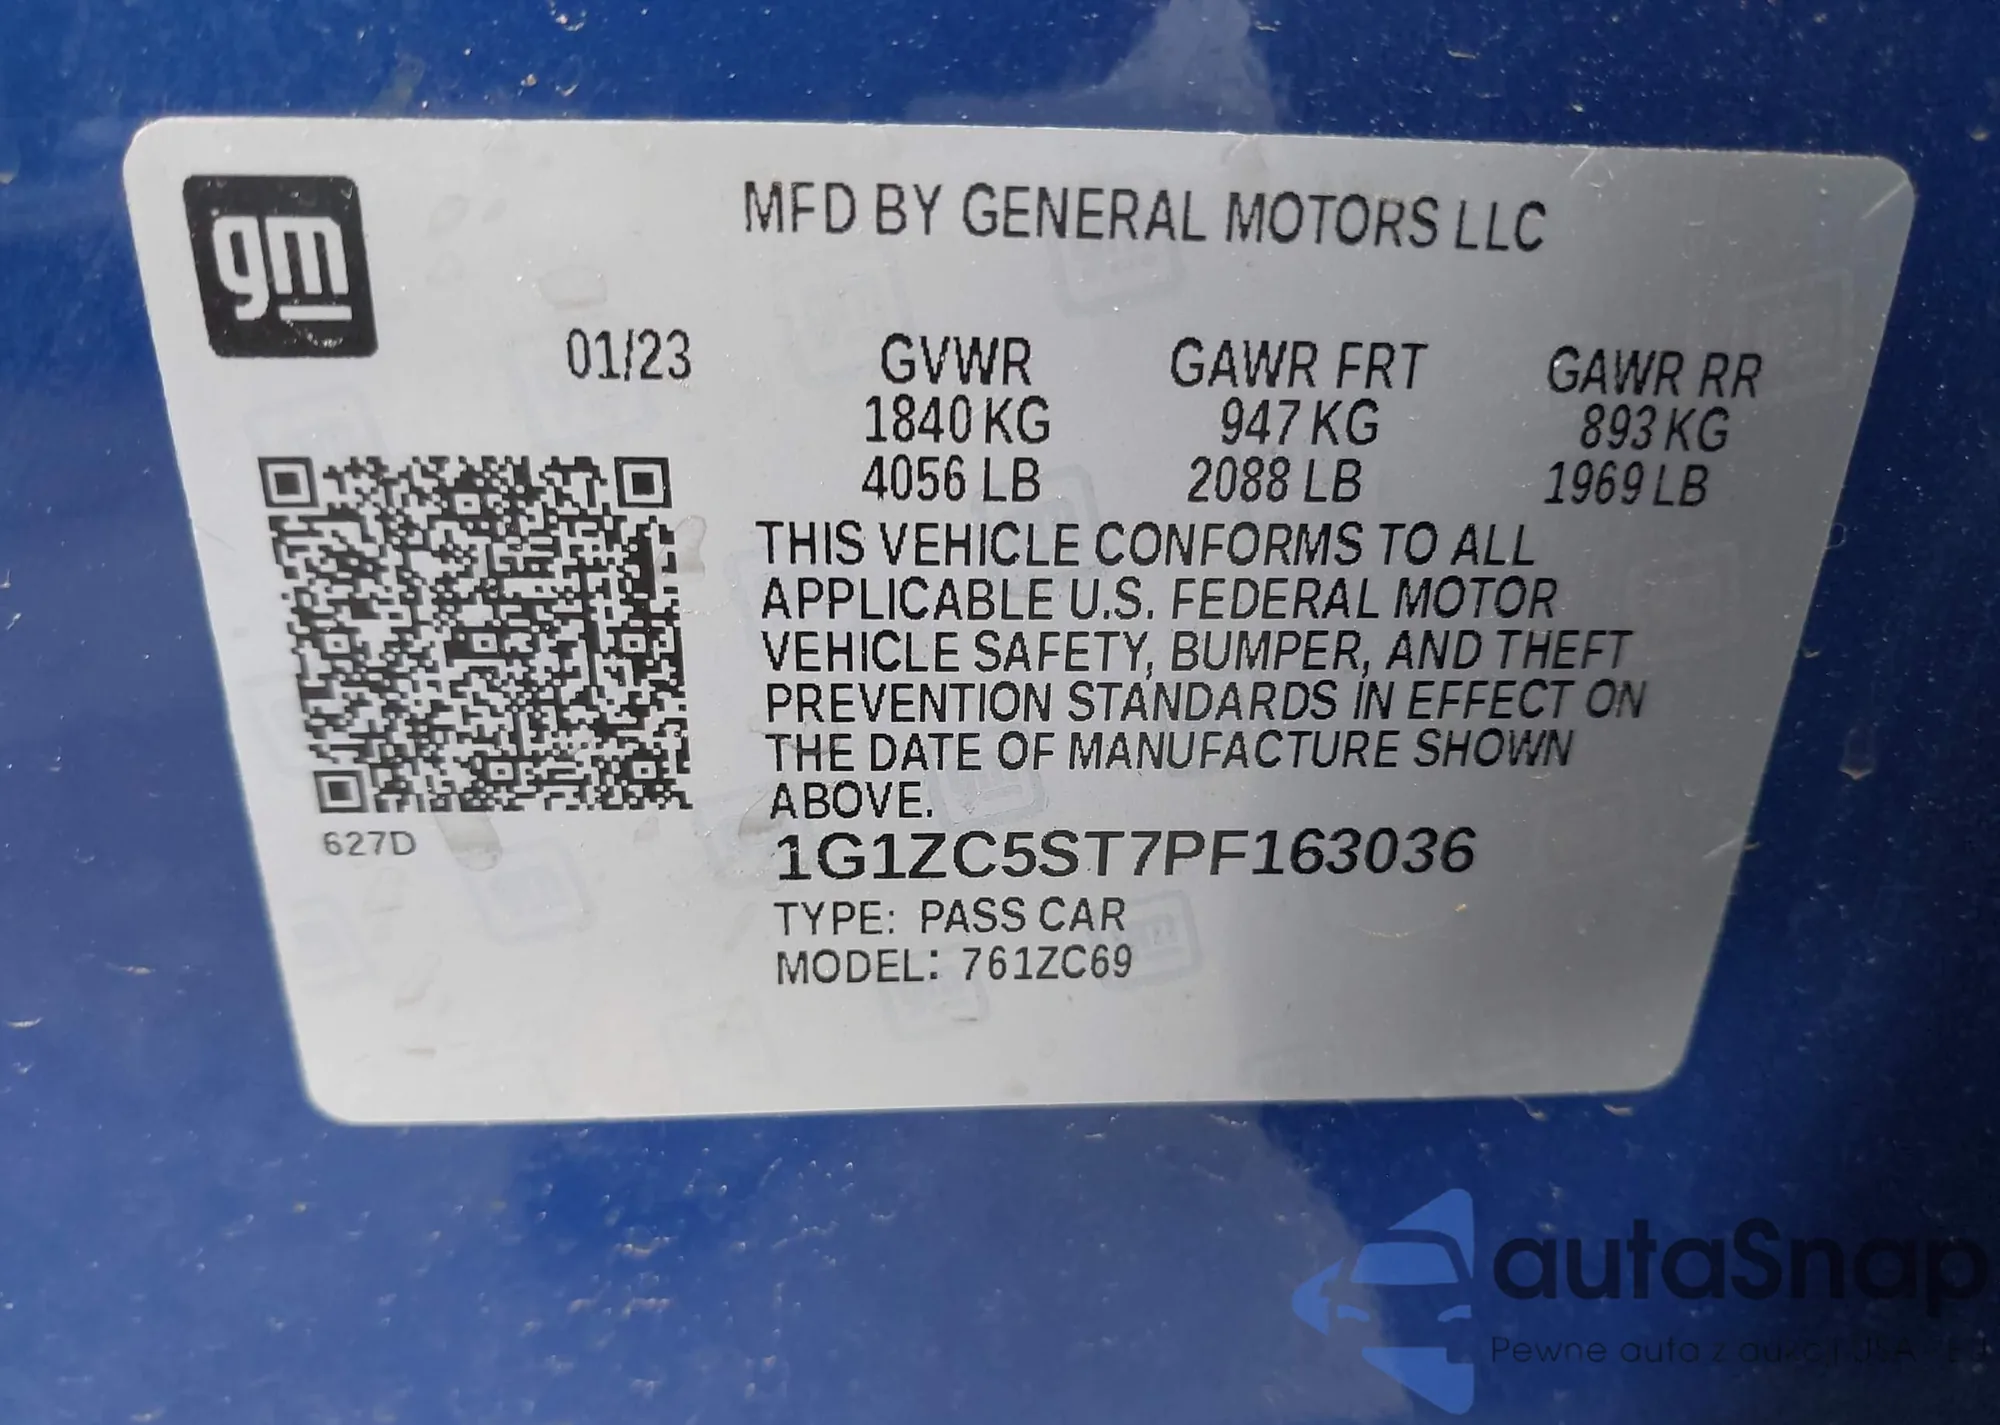 gm
MFD BY GENERAL MOTORS LLC
01/23
GVWR GAWR FRT GAWR RR
1840 KG 947 KG 893 KG
4056 LB 2088 LB 1969 LB
THIS VEHICLE CONFORMS TO ALL
APPLICABLE U.S. FEDERAL MOTOR
VEHICLE SAFETY, BUMPER, AND THEFT
PREVENTION STANDARDS IN EFFECT ON
THE DATE OF MANUFACTURE SHOWN
ABOVE.
627D
1G1ZC5ST7PF163036
TYPE: PASS CAR
MODEL: 761ZC69
autaSnap
Pewne auta z